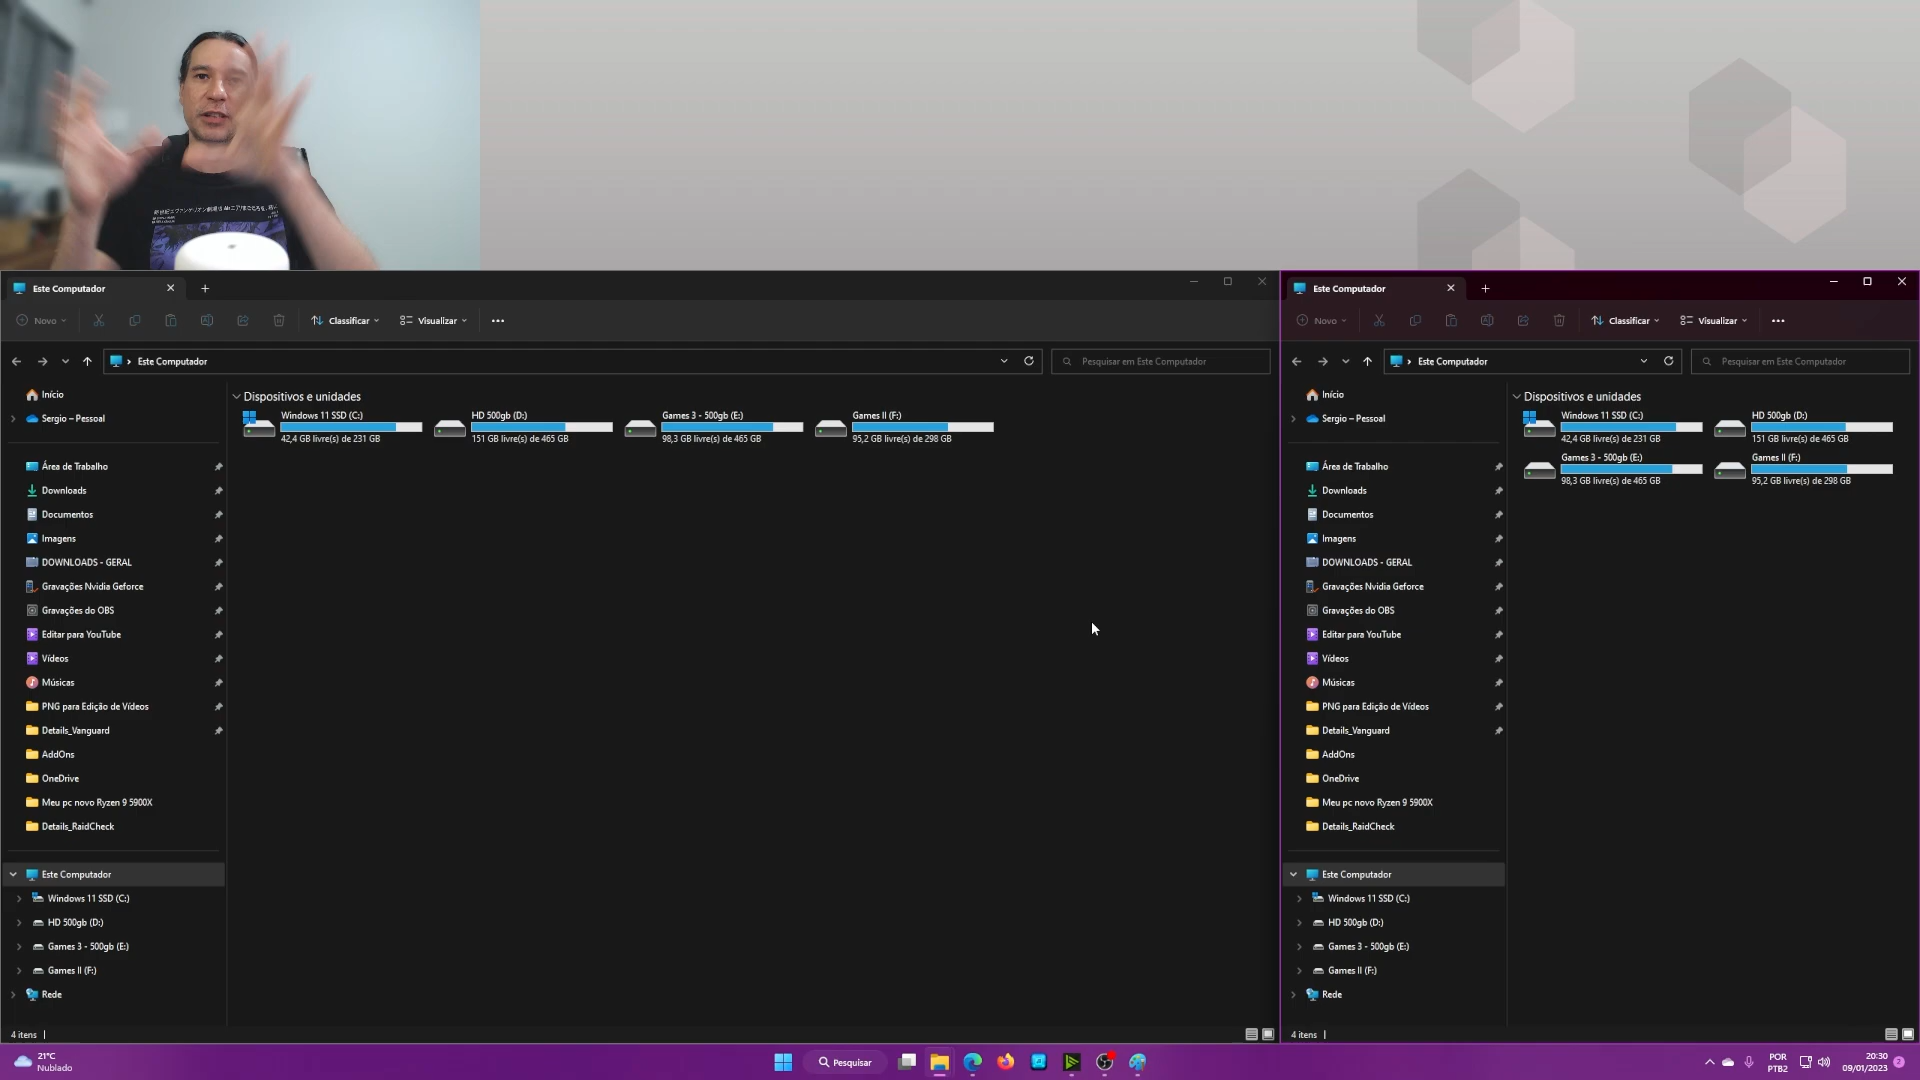 Este Computador
Novo
Classificar
Visualizar
Este Computador
Pesquisar em Este Computador
Início
Sergio – Pessoal
Área de Trabalho
Downloads
Documentos
Imagens
DOWNLOADS - GERAL
Gravações Nvidia Geforce
Gravações do OBS
Editar para YouTube
Vídeos
Músicas
PNG para Edição de Vídeos
Details_Vanguard
AddOns
OneDrive
Meu pc novo Ryzen 9 5900X
Details_RaidCheck
Este Computador
Windows 11 SSD (C:)
HD 500gb (D:)
Games 3 - 500gb (E:)
Games II (F:)
Rede
4 itens
Dispositivos e unidades
Windows 11 SSD (C:)
42,4 GB livre(s) de 231 GB
HD 500gb (D:)
151 GB livre(s) de 465 GB
Games 3 - 500gb (E:)
98,3 GB livre(s) de 465 GB
Games II (F:)
95,2 GB livre(s) de 298 GB
Este Computador
Novo
Classificar
Visualizar
Este Computador
Pesquisar em Este Computador
Início
Sergio – Pessoal
Área de Trabalho
Downloads
Documentos
Imagens
DOWNLOADS - GERAL
Gravações Nvidia Geforce
Gravações do OBS
Editar para YouTube
Vídeos
Músicas
PNG para Edição de Vídeos
Details_Vanguard
AddOns
OneDrive
Meu pc novo Ryzen 9 5900X
Details_RaidCheck
Este Computador
Windows 11 SSD (C:)
HD 500gb (D:)
Games 3 - 500gb (E:)
Games II (F:)
Rede
4 itens
Dispositivos e unidades
Windows 11 SSD (C:)
42,4 GB livre(s) de 231 GB
HD 500gb (D:)
151 GB livre(s) de 465 GB
Games 3 - 500gb (E:)
98,3 GB livre(s) de 465 GB
Games II (F:)
95,2 GB livre(s) de 298 GB
21°C
Nublado
Pesquisar
POR
PTB2
20:30
09/01/2023
2